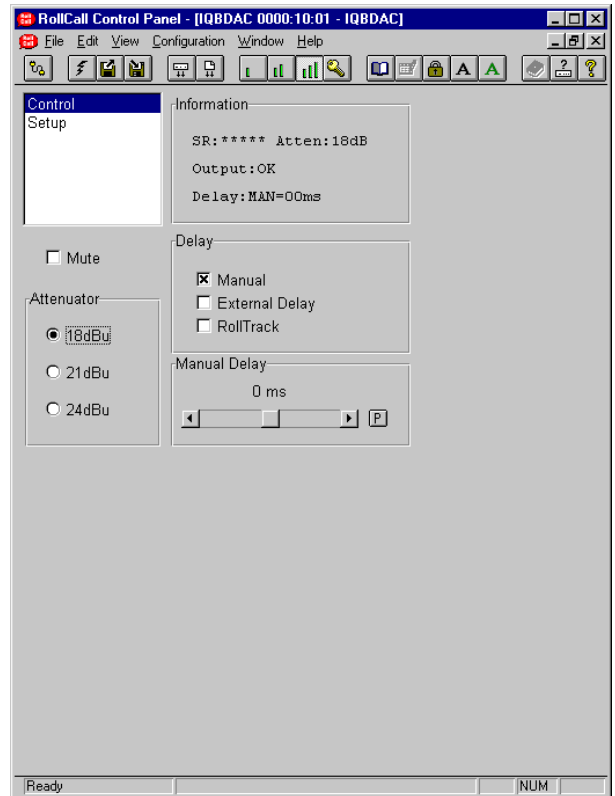 RollCall Control Panel - [IQBDAC 0000:10:01 - IQBDAC]
File Edit View Configuration Window Help
A A ? ?
Control
Setup
Information
SR:***** Atten:18dB
Output:OK
Delay:MAN=00ms
Mute
Delay
Manual
External Delay
RollTrack
Attenuator
18dBu
21dBu
24dBu
Manual Delay
0 ms
P
Ready
NUM